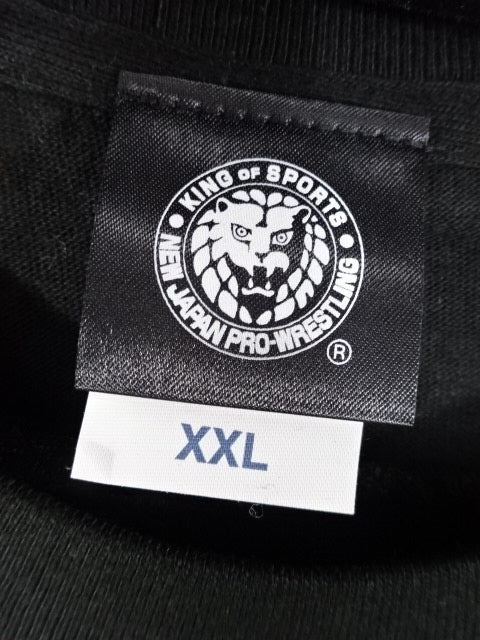 KING OF SPORTS
NEW JAPAN PRO-WRESTLING
®
XXL